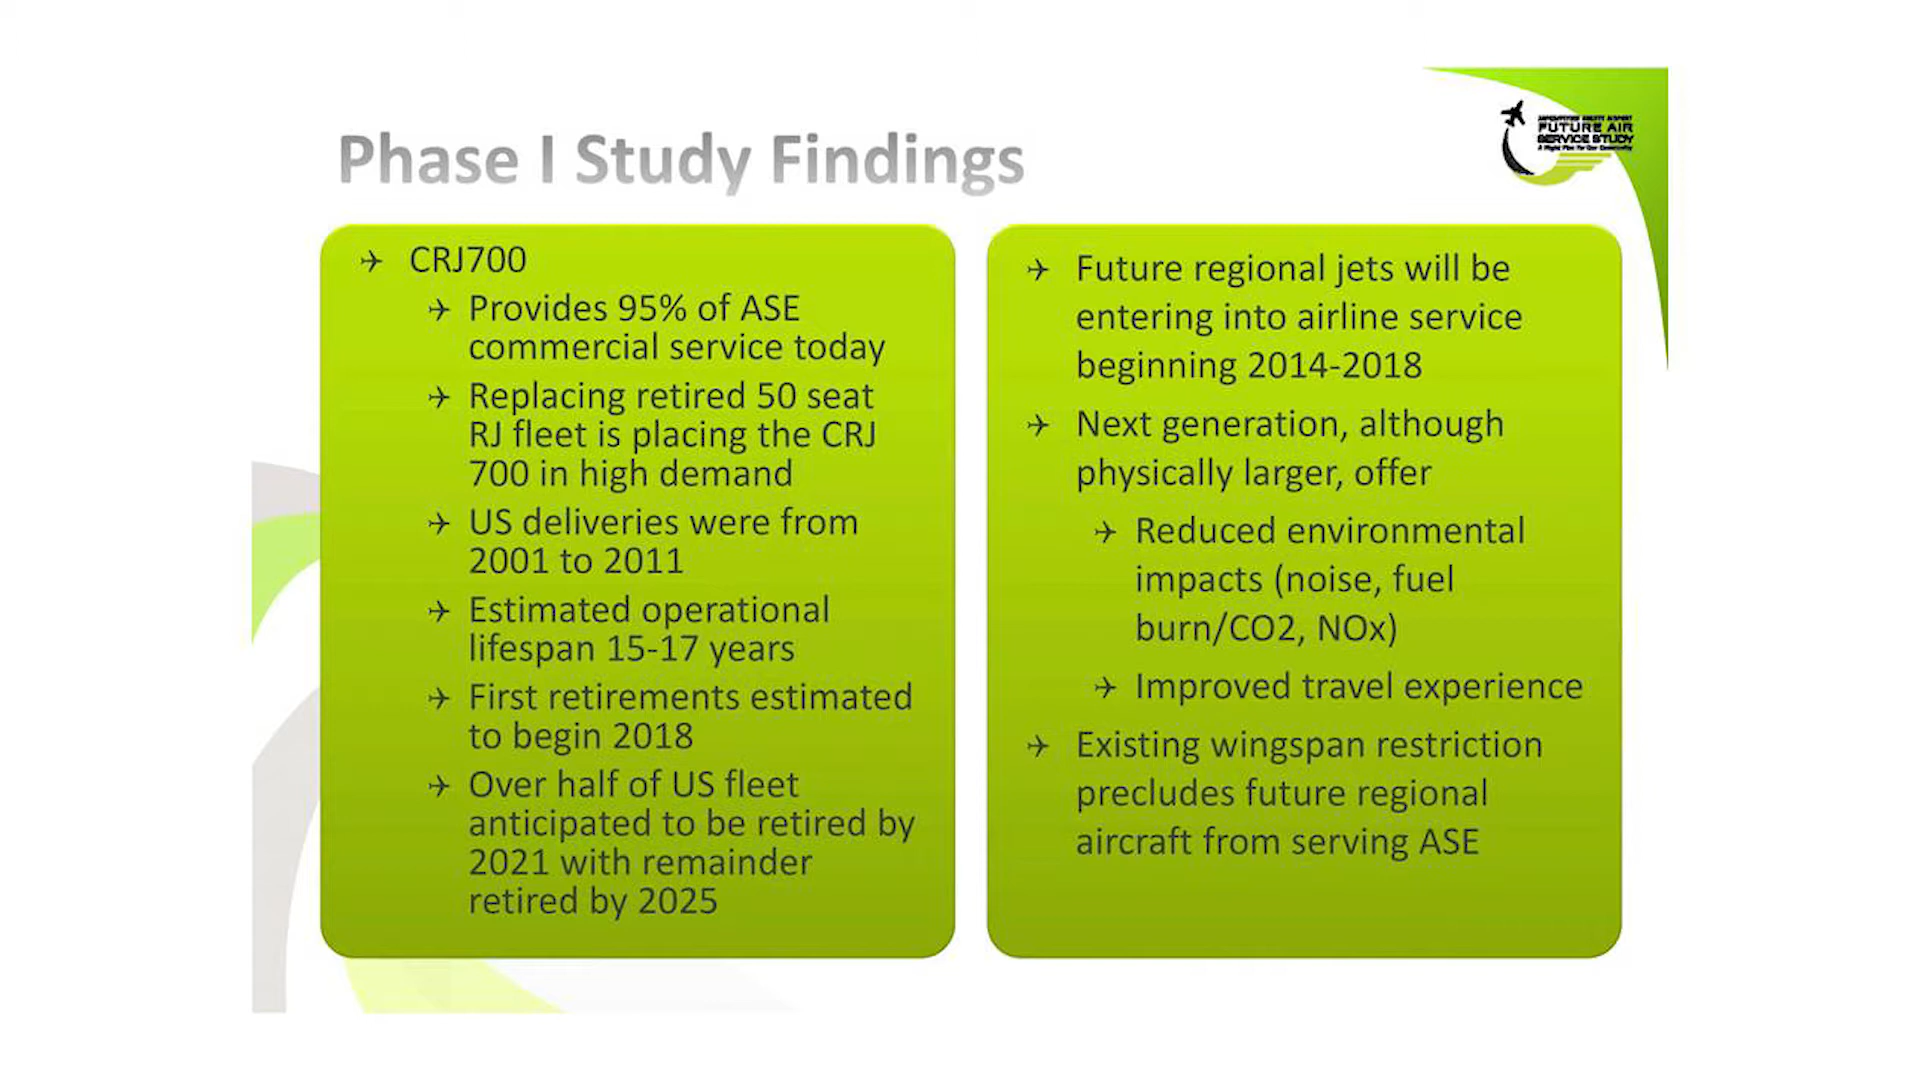 Phase I Study Findings
FUTURE AIR
SERVICE STUDY
A Flight Plan For Our Community
CRJ700
Provides 95% of ASE
commercial service today
Replacing retired 50 seat
RJ fleet is placing the CRJ
700 in high demand
US deliveries were from
2001 to 2011
Estimated operational
lifespan 15-17 years
First retirements estimated
to begin 2018
Over half of US fleet
anticipated to be retired by
2021 with remainder
retired by 2025
Future regional jets will be
entering into airline service
beginning 2014-2018
Next generation, although
physically larger, offer
Reduced environmental
impacts (noise, fuel
burn/CO2, NOx)
Improved travel experience
Existing wingspan restriction
precludes future regional
aircraft from serving ASE